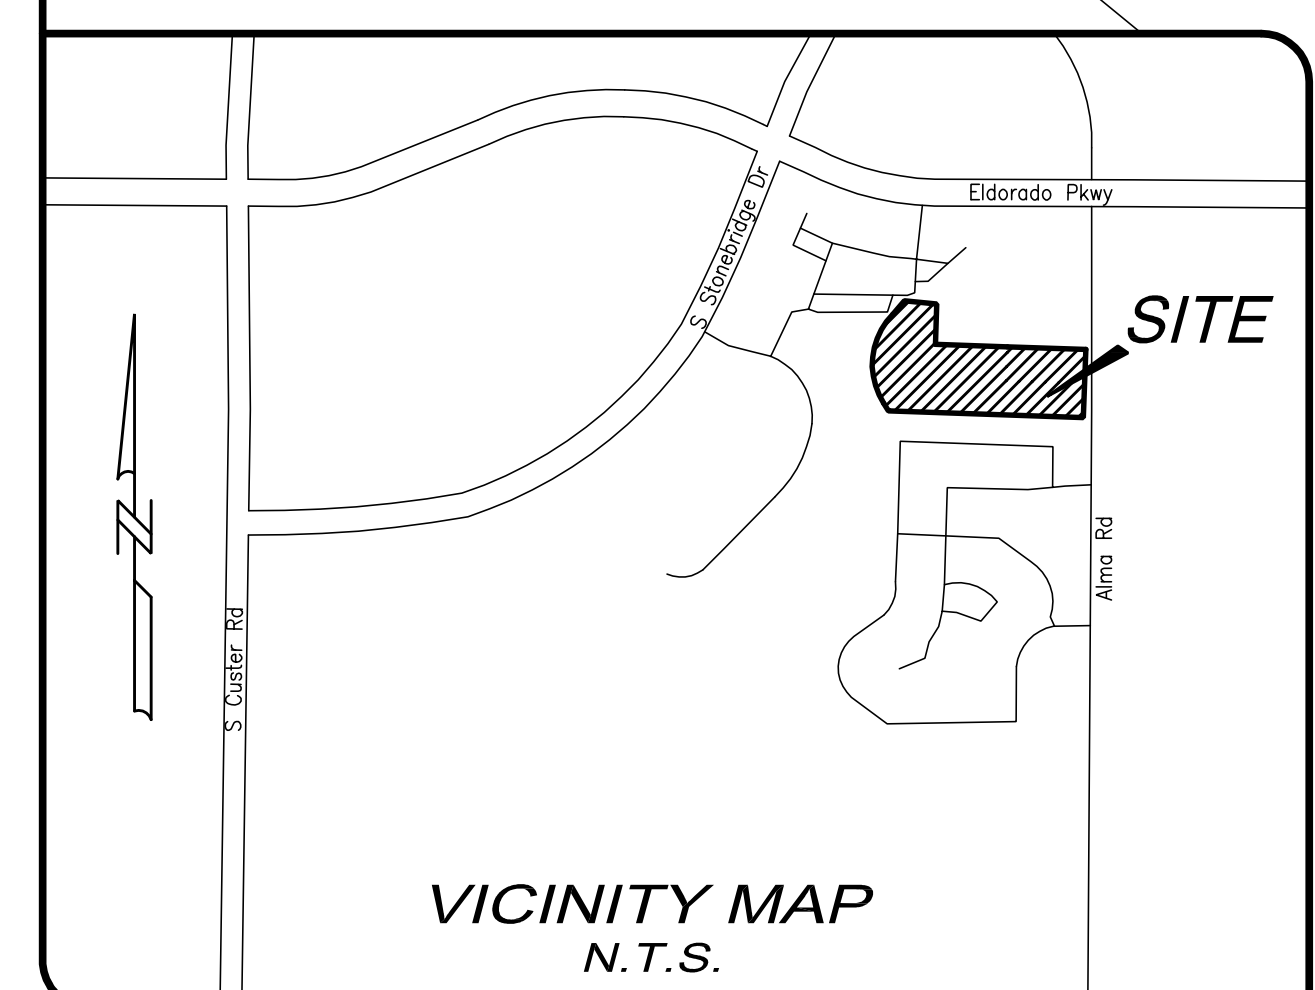 Eldorado Pkwy
S Stonebridge Dr
SITE
N
Alma Rd
S Custer Rd
VICINITY MAP
N.T.S.